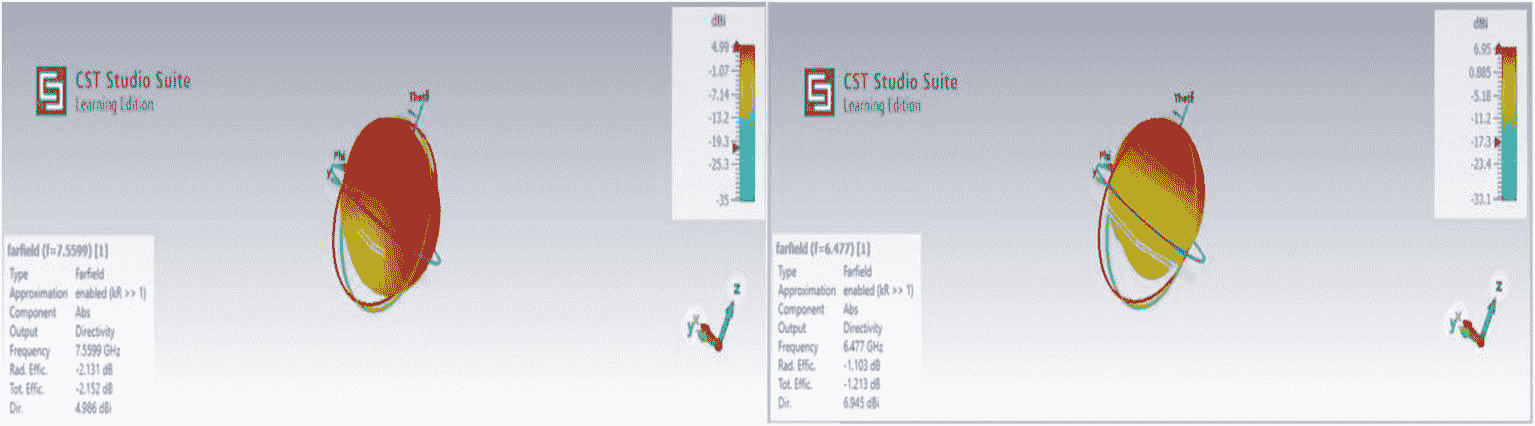 CST Studio Suite
Learning Edition
dBi
4.99
-1.07
-7.14
-13.2
-19.3
-25.3
-35
Theta
Phi
z
y x
farfield (f=7.5599) [1]
Type Farfield
Approximation enabled (kR >> 1)
Component Abs
Output Directivity
Frequency 7.5599 GHz
Rad. Effic. -2.131 dB
Tot. Effic. -2.152 dB
Dir. 4.986 dBi
CST Studio Suite
Learning Edition
dBi
6.95
0.885
-5.18
-11.2
-17.3
-23.4
-33.1
Theta
Phi
z
y x
farfield (f=6.477) [1]
Type Farfield
Approximation enabled (kR >> 1)
Component Abs
Output Directivity
Frequency 6.477 GHz
Rad. Effic. -1.103 dB
Tot. Effic. -1.213 dB
Dir. 6.945 dBi